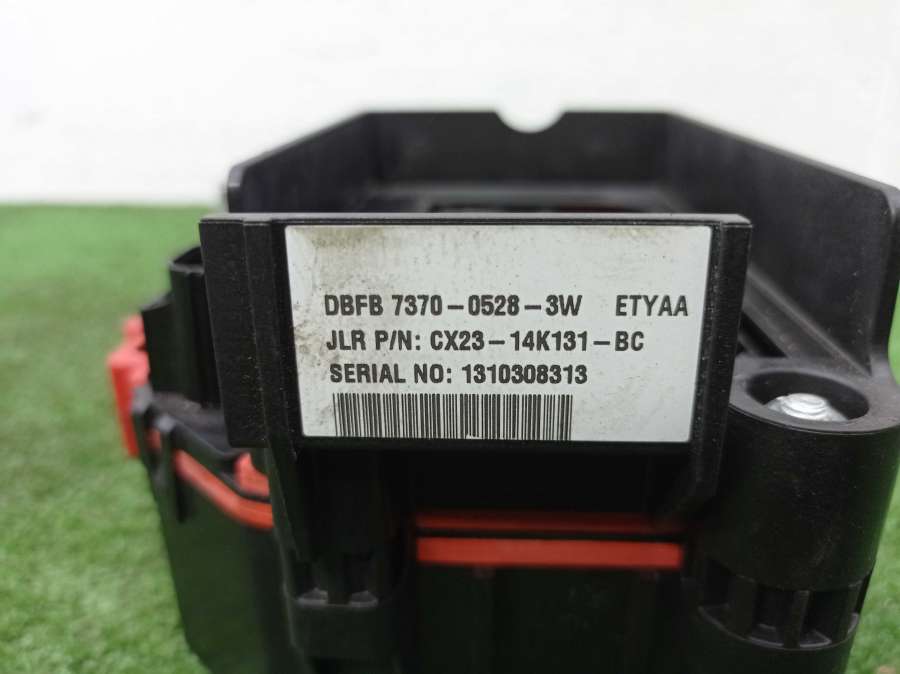 DBFB 7370-0528-3W ETYAA
JLR P/N: CX23-14K131-BC
SERIAL NO: 1310308313